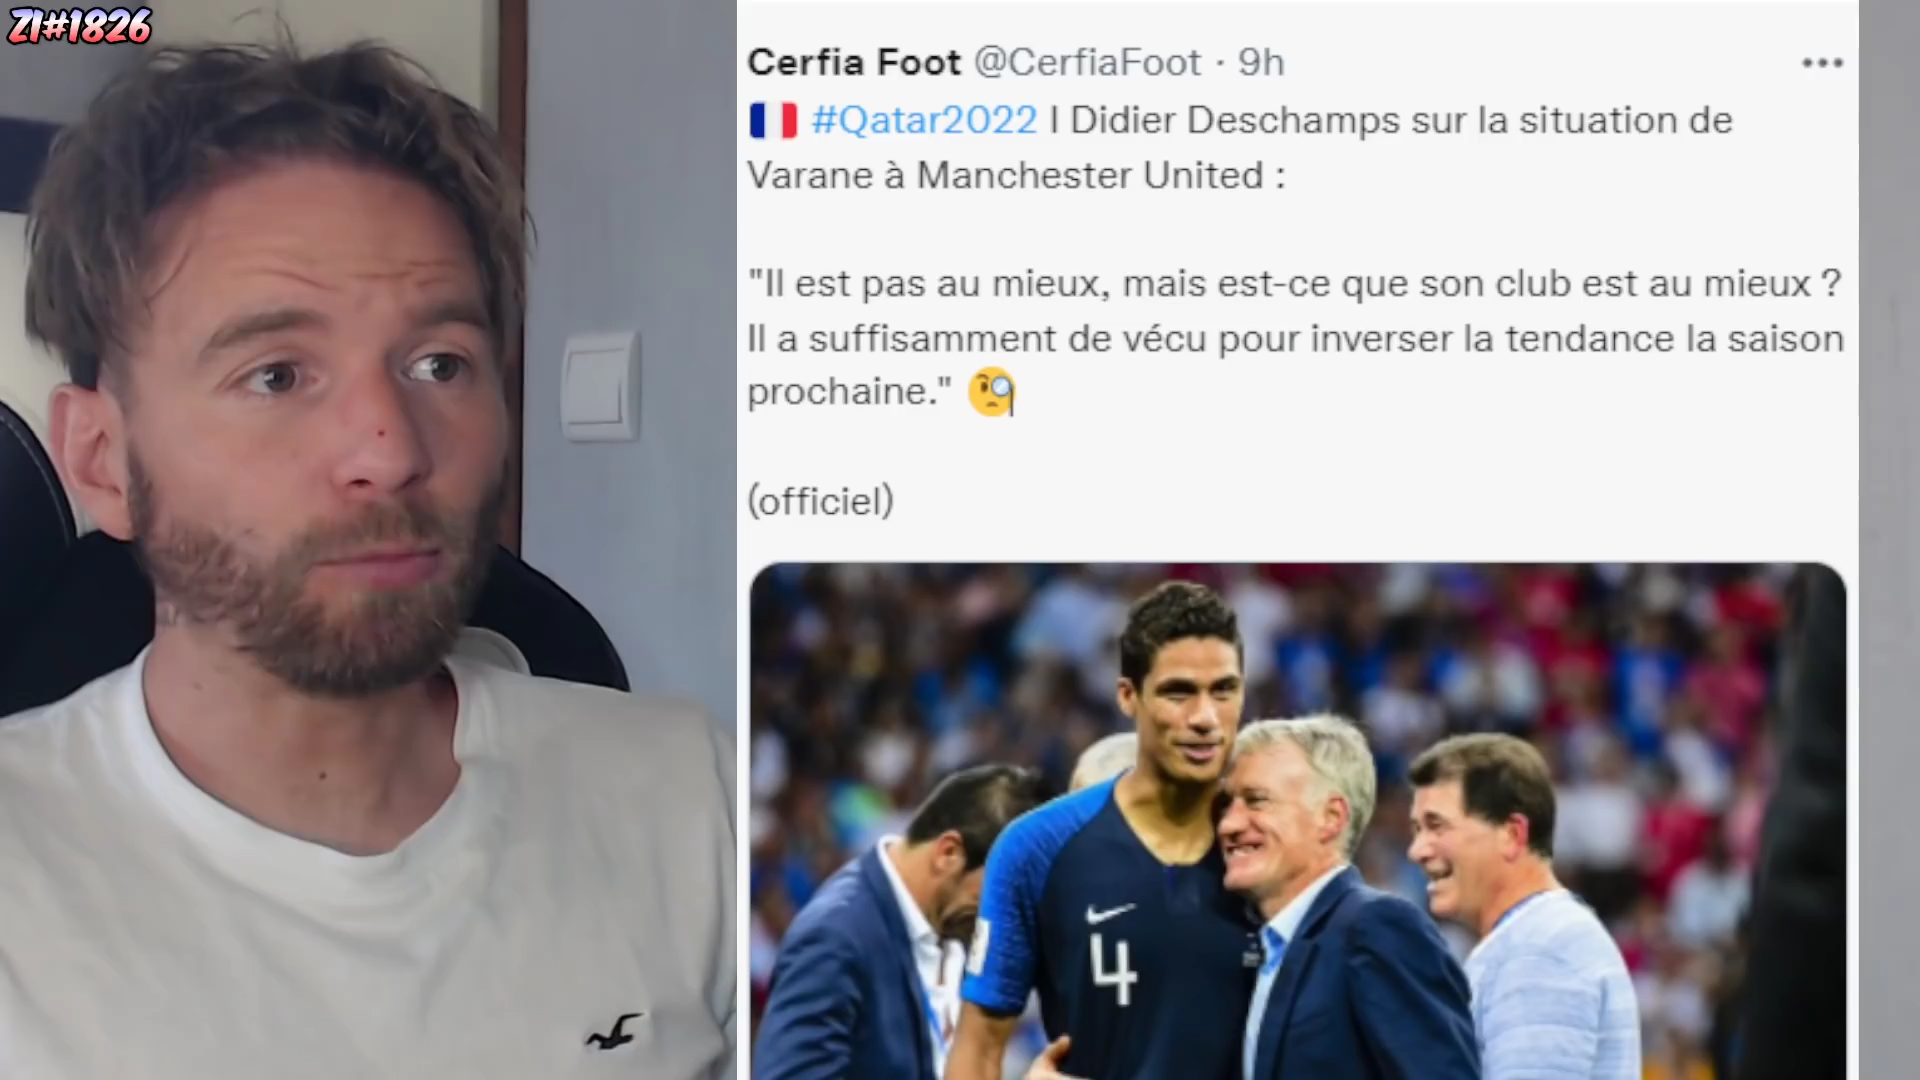 ZI#1826
Cerfia Foot @CerfiaFoot · 9h
🇫🇷 #Qatar2022 I Didier Deschamps sur la situation de
Varane à Manchester United :
"Il est pas au mieux, mais est-ce que son club est au mieux ?
Il a suffisamment de vécu pour inverser la tendance la saison
prochaine." 🧐
(officiel)
4